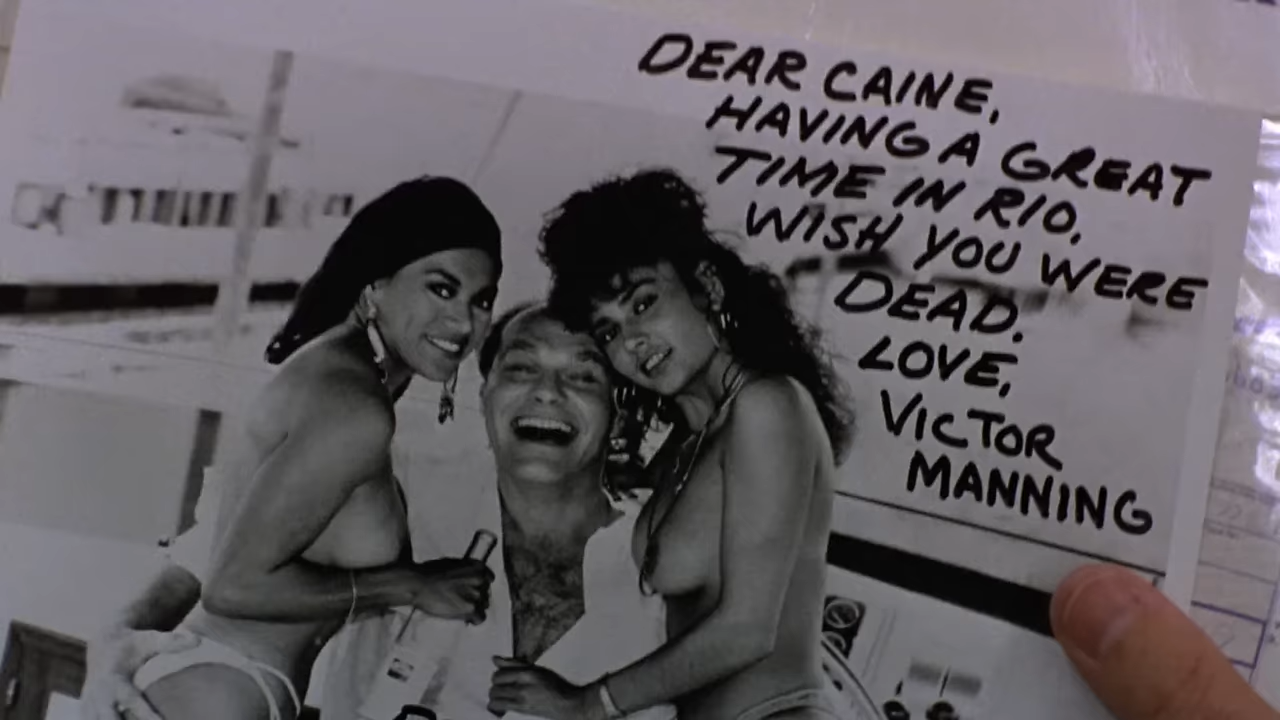 DEAR CAINE,
HAVING A GREAT
TIME IN RIO,
WISH YOU WERE
DEAD.
LOVE,
VICTOR
MANNING